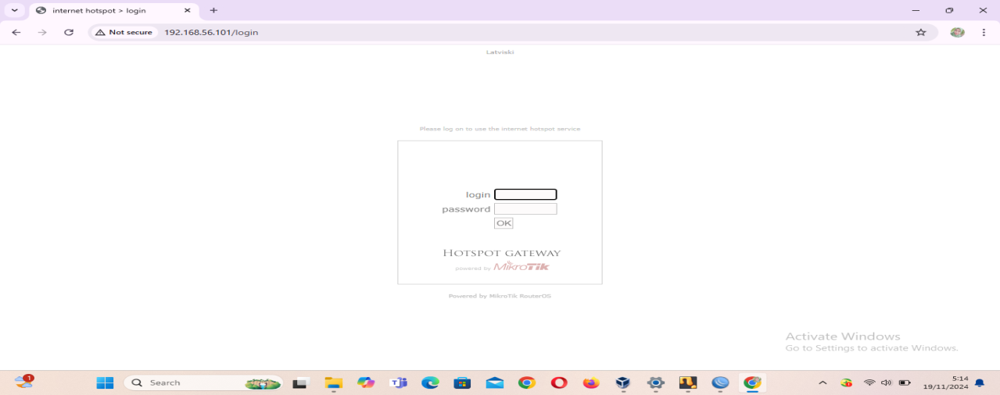 internet hotspot > login
Not secure
192.168.56.101/login
Latviski
Please log on to use the internet hotspot service
login
password
OK
HOTSPOT GATEWAY
powered by MikroTik
Powered by MikroTik RouterOS
Activate Windows
Go to Settings to activate Windows.
1
Search
5:14
19/11/2024